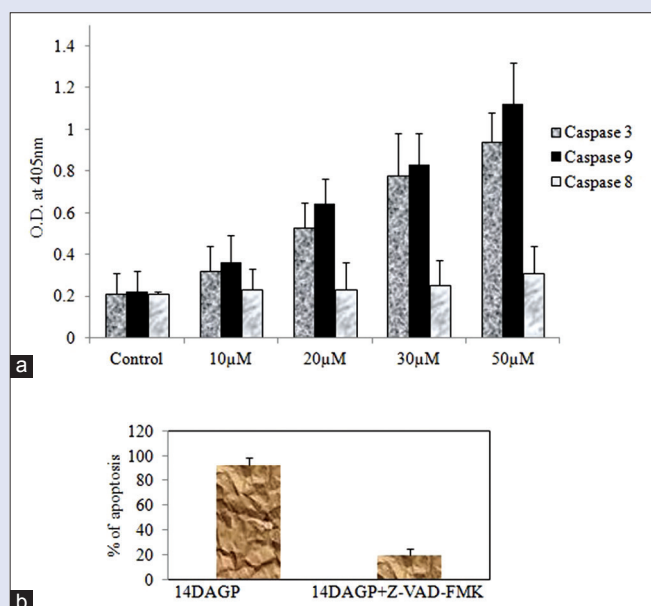 1.4
1.2
1
0.8
0.6
0.4
0.2
0
O.D. at 405nm
Caspase 3
Caspase 9
Caspase 8
Control 10µM 20µM 30µM 50µM
a
120
100
80
60
40
20
0
% of apoptosis
14DAGP 14DAGP+Z-VAD-FMK
b